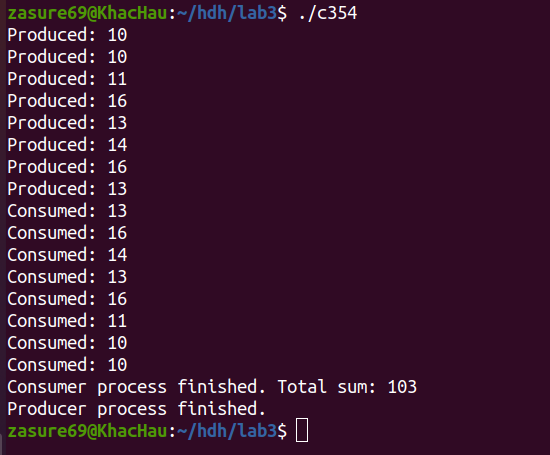 zasure69@KhacHau:~/hdh/lab3$ ./c354
Produced: 10
Produced: 10
Produced: 11
Produced: 16
Produced: 13
Produced: 14
Produced: 16
Produced: 13
Consumed: 13
Consumed: 16
Consumed: 14
Consumed: 13
Consumed: 16
Consumed: 11
Consumed: 10
Consumed: 10
Consumer process finished. Total sum: 103
Producer process finished.
zasure69@KhacHau:~/hdh/lab3$